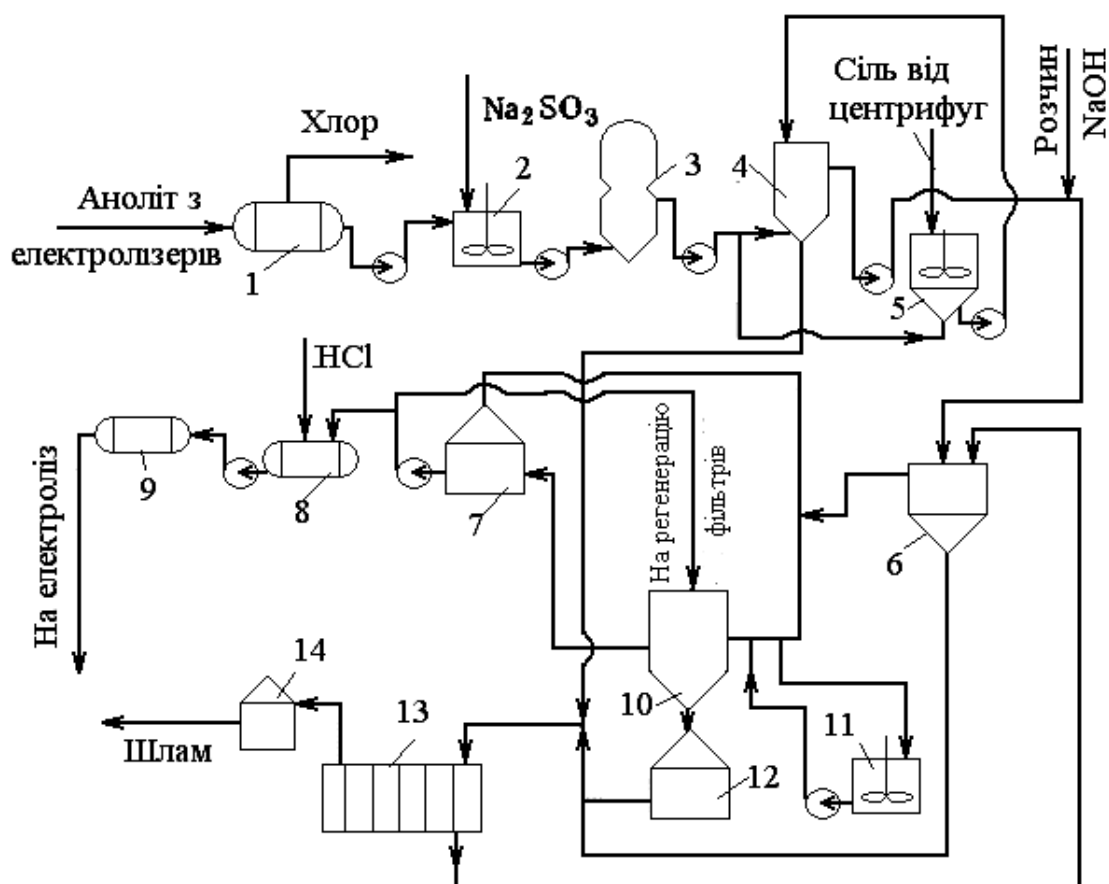 Сіль від
центрифуг
Розчин
NaOH
Na₂SO₃
Хлор
Аноліт з
електролізерів
1
2
3
4
5
.HCl
На регенерацію
фільтрів
9
8
7
6
На електроліз
14
13
10
11
12
Шлам